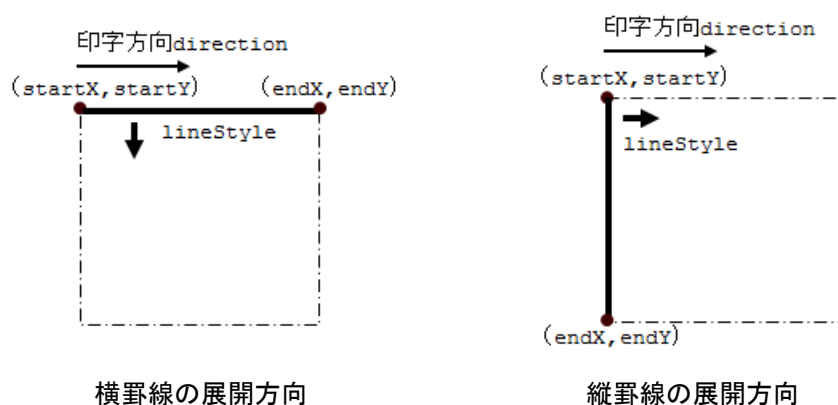 印字方向direction
(startX,startY)
(endX,endY)
lineStyle
横罫線の展開方向
印字方向direction
(startX,startY)
lineStyle
(endX,endY)
縦罫線の展開方向